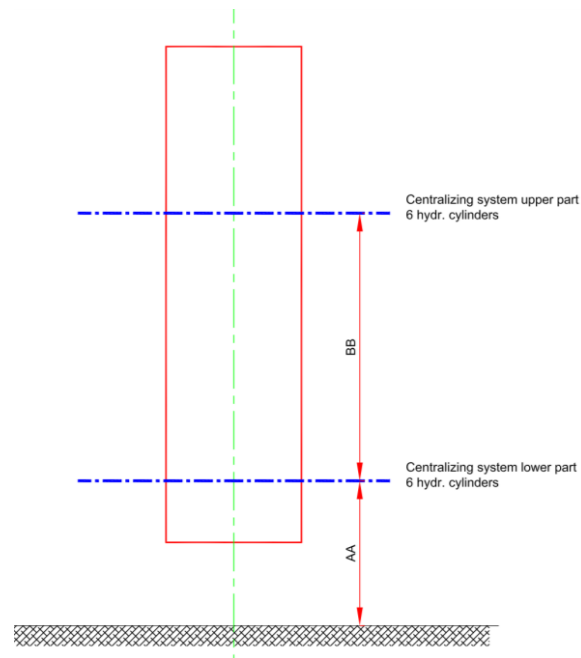 Centralizing system upper part
6 hydr. cylinders
BB
Centralizing system lower part
6 hydr. cylinders
AA